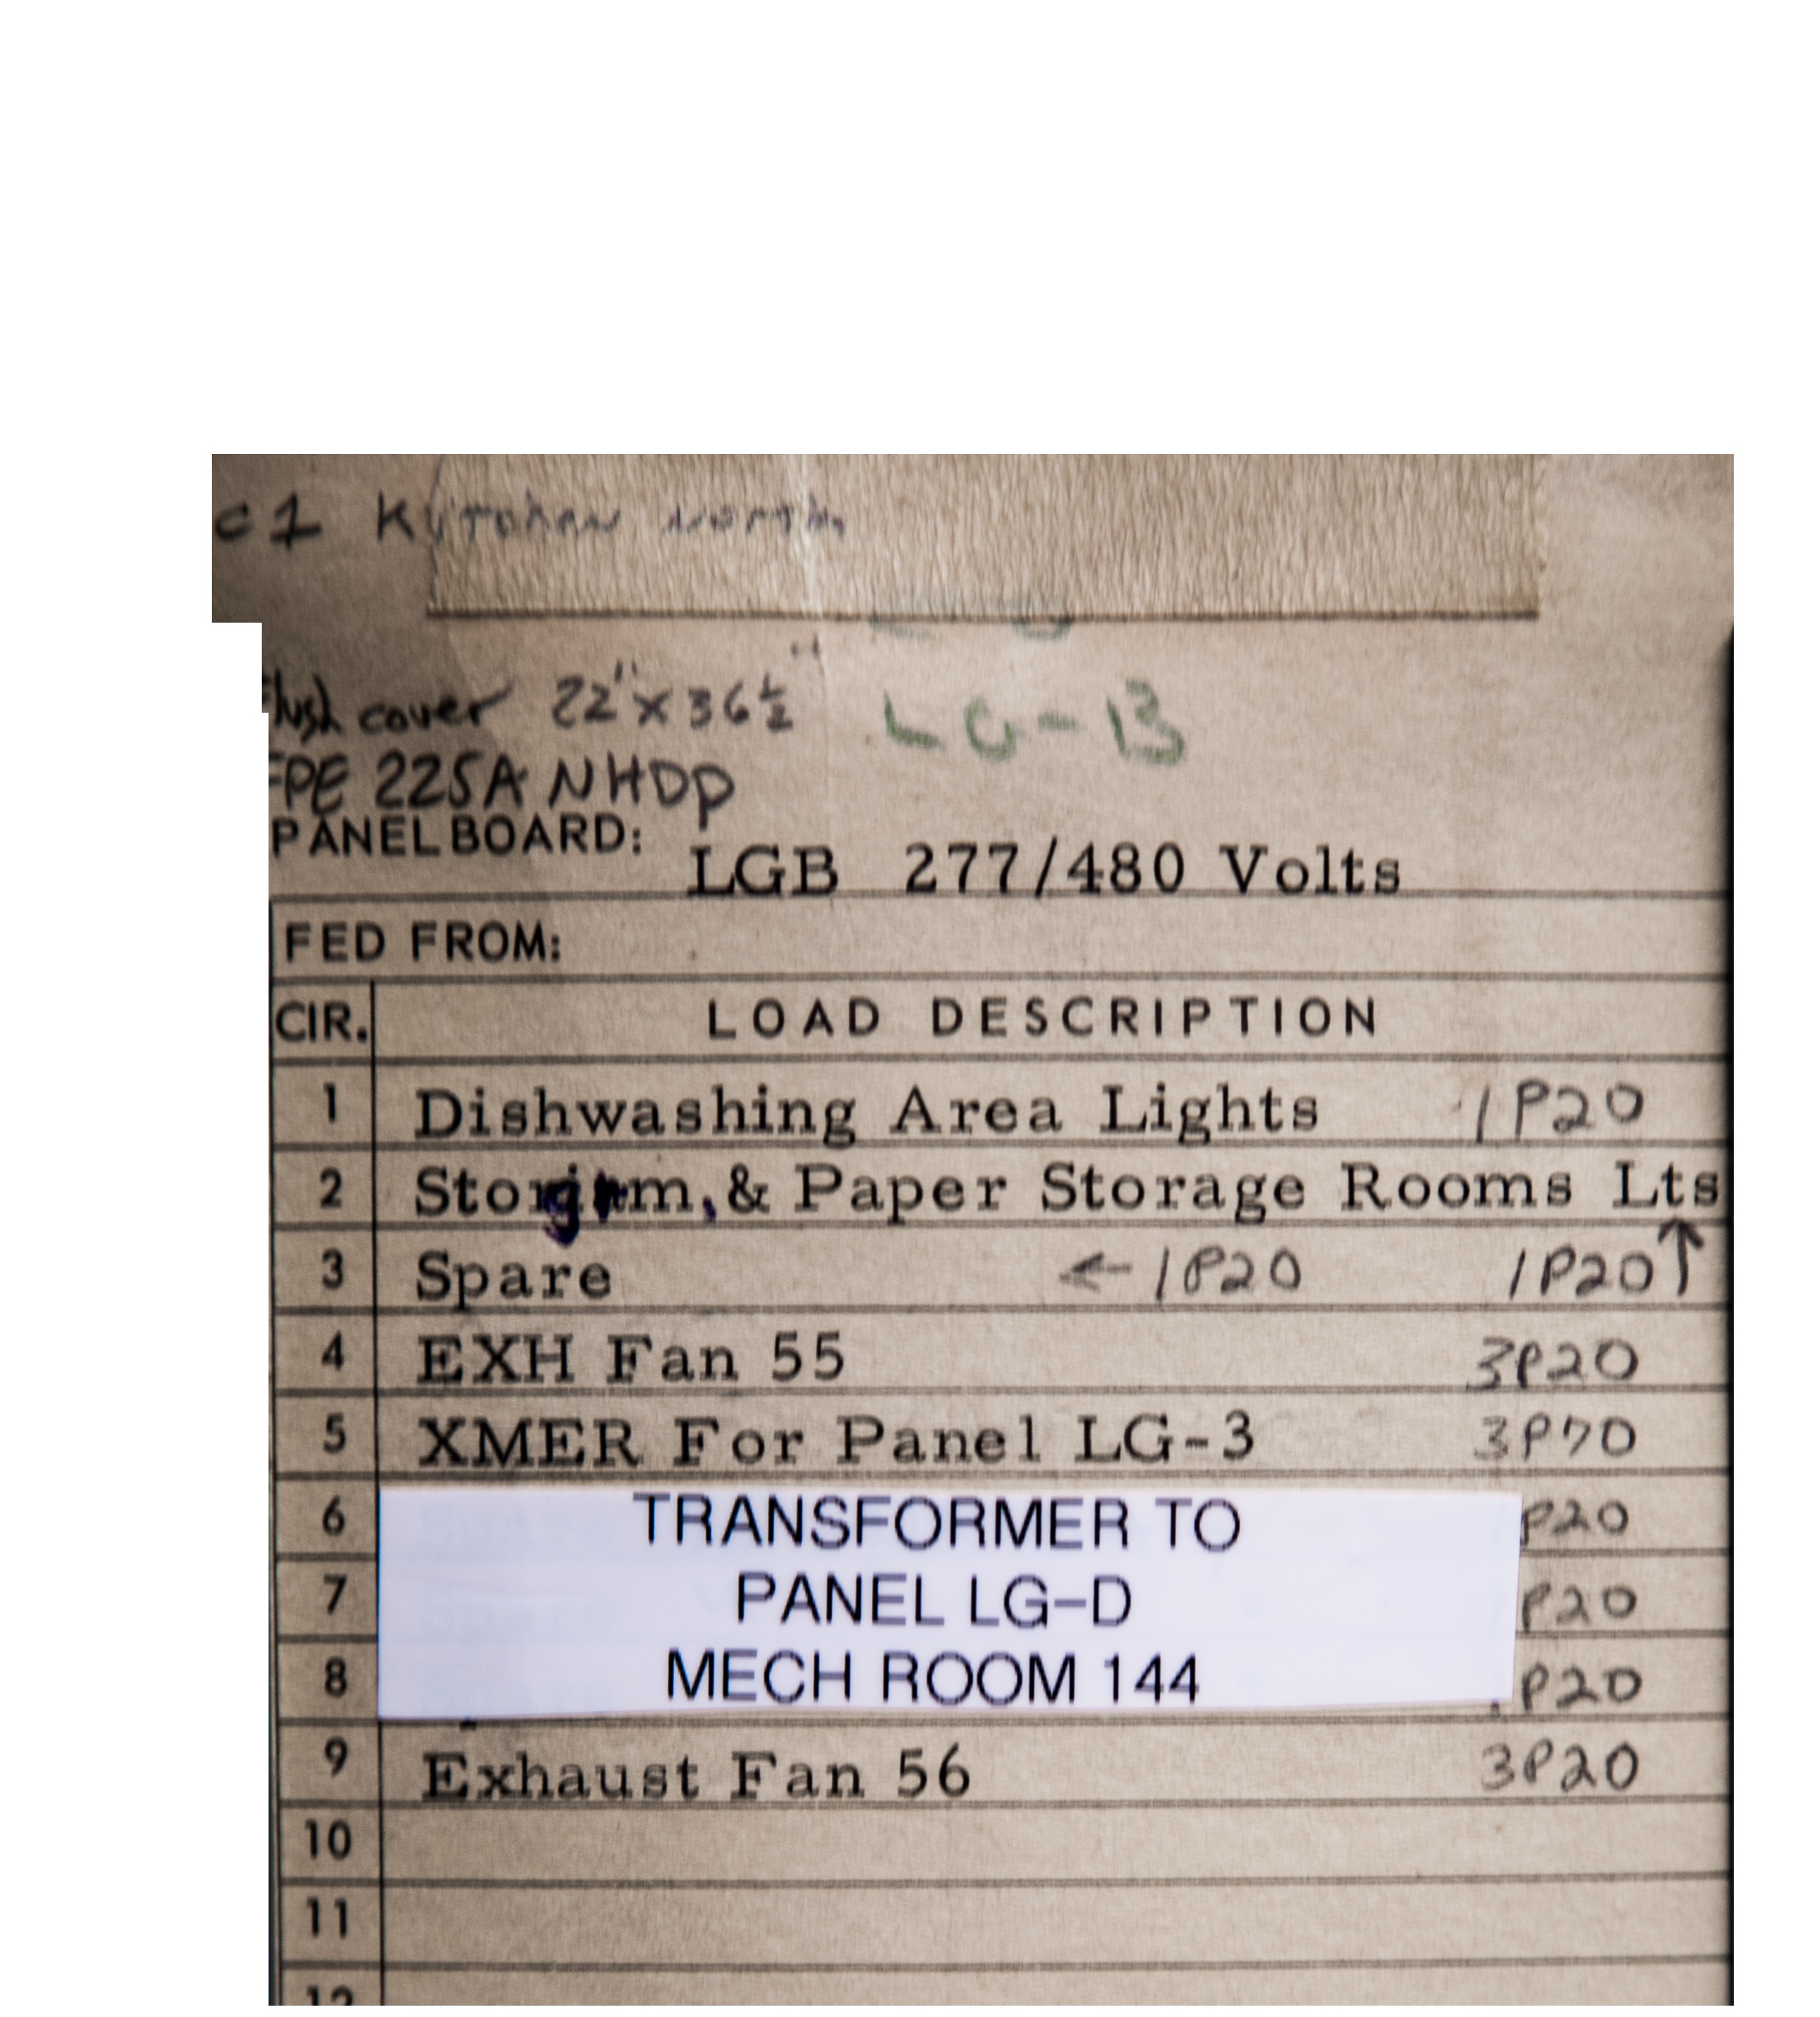 c1 Kitchen North
Flush cover 22"x36½"
LG-13
FPE 225A NHDP
PANELBOARD: LGB 277/480 Volts
FED FROM:
CIR. LOAD DESCRIPTION
1 Dishwashing Area Lights 1P20
2 & Paper Storage Rooms Lts
3 Spare ← 1P20 1P20↑
4 EXH Fan 55 3P20
5 XMER For Panel LG-3 3P70
6 TRANSFORMER TO P20
7 PANEL LG-D P20
8 MECH ROOM 144 P20
9 Exhaust Fan 56 3P20
10
11
12